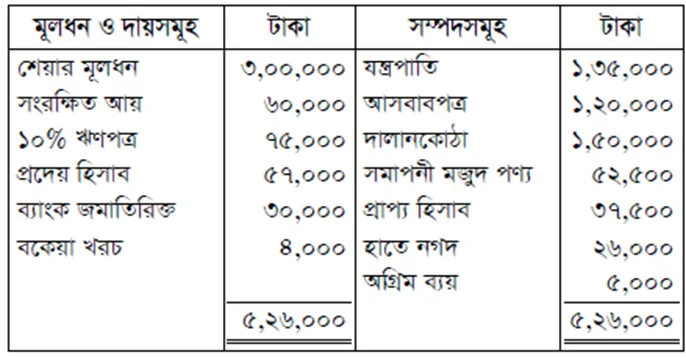 মূলধন ও দায়সমূহ টাকা সম্পদসমূহ টাকা
শেয়ার মূলধন ৩,০০,০০০ যন্ত্রপাতি ১,৩৫,০০০
সংরক্ষিত আয় ৬০,০০০ আসবাবপত্র ১,২০,০০০
১০% ঋণপত্র ৭৫,০০০ দালানকোঠা ১,৫০,০০০
প্রদেয় হিসাব ৫৭,০০০ সমাপনী মজুদ পণ্য ৫২,৫০০
ব্যাংক জমাতিরিক্ত ৩০,০০০ প্রাপ্য হিসাব ৩৭,৫০০
বকেয়া খরচ ৪,০০০ হাতে নগদ ২৬,০০০
অগ্রিম ব্যয় ৫,০০০
৫,২৬,০০০ ৫,২৬,০০০